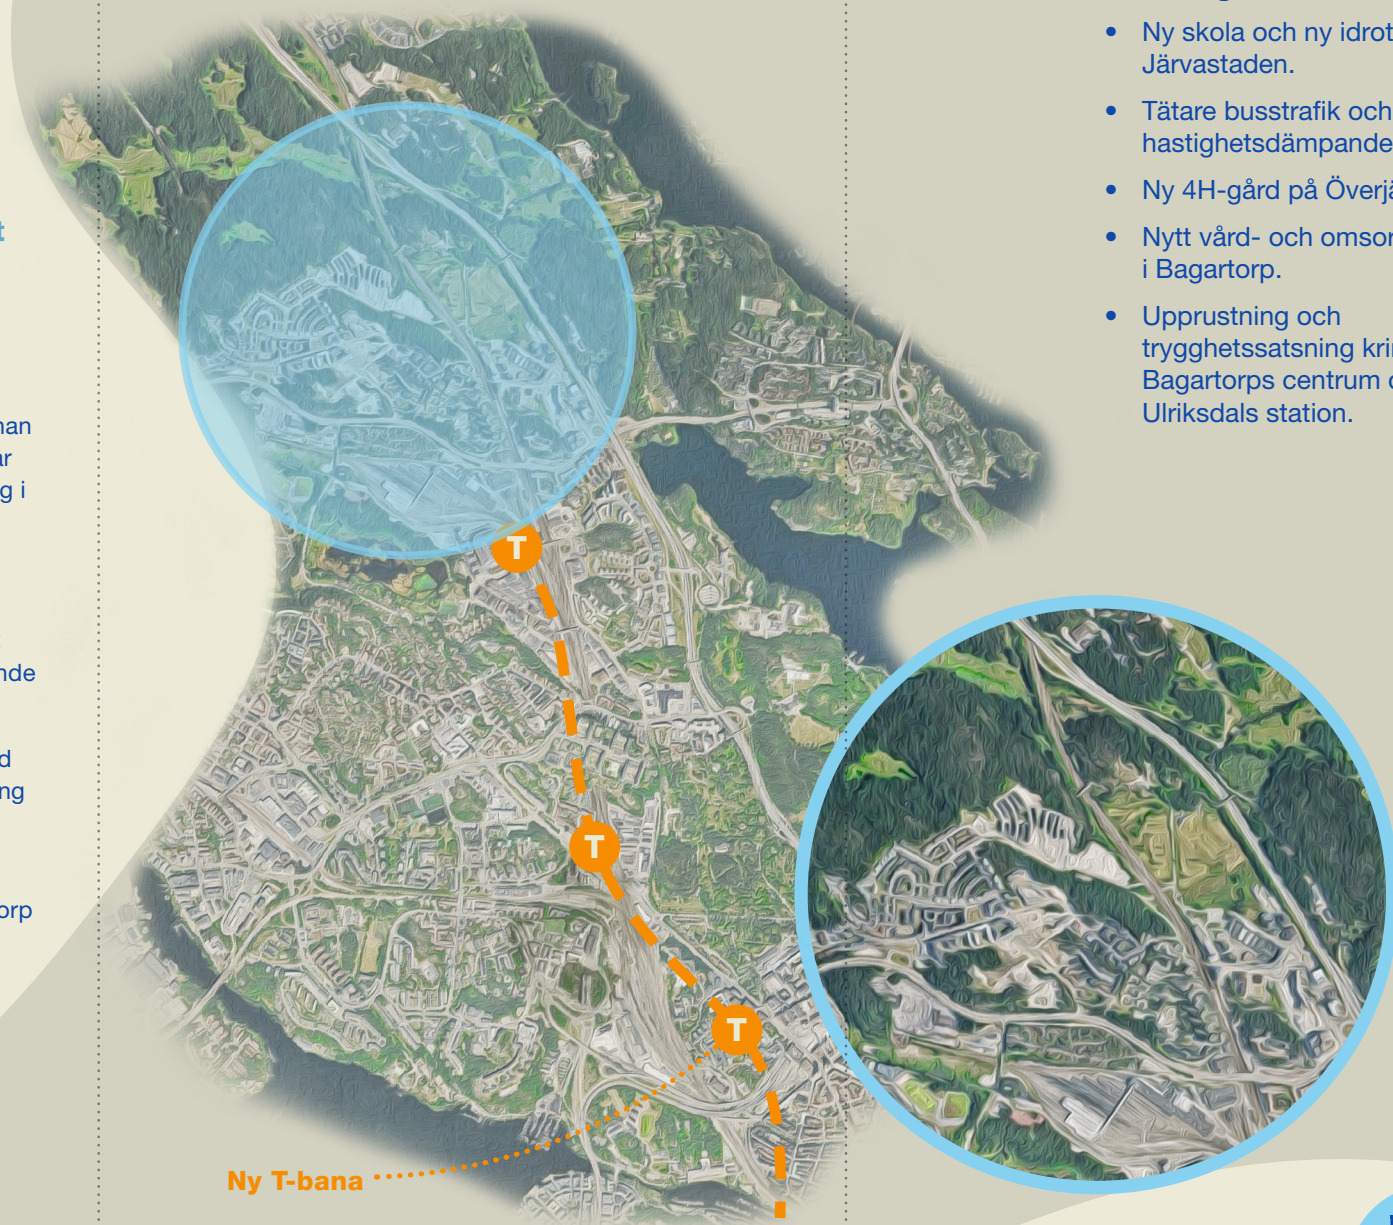 t
nan
ar
g i
nde
d
ng
orp
• Ny skola och ny idrot
Järvastaden.
• Tätare busstrafik och
hastighetsdämpande
• Ny 4H-gård på Överjä
• Nytt vård- och omsor
i Bagartorp.
• Upprustning och
trygghetssatsning krin
Bagartorps centrum o
Ulriksdals station.
T
T
T
Ny T-bana